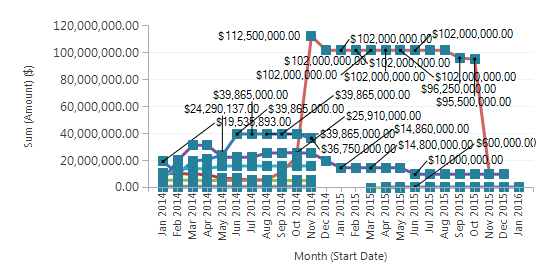 120,000,000.00
100,000,000.00
80,000,000.00
60,000,000.00
40,000,000.00
20,000,000.00
0.00
Sum (Amount) ($)
$112,500,000.00
$102,000,000.00
$102,000,000.00
$102,000,000.00
$102,000,000.00
$102,000,000.00
$102,000,000.00
$102,000,000.00
$102,000,000.00
$96,250,000.00
$95,500,000.00
$39,865,000.00
$39,865,000.00
$24,290,137.00
$39,865,000.00
$19,535,893.00
$25,910,000.00
$39,865,000.00
$14,860,000.00
$36,750,000.00
$14,800,000.00
$600,000.00
$10,000,000.00
Jan 2014
Feb 2014
Mar 2014
Apr 2014
May 2014
Jun 2014
Jul 2014
Aug 2014
Sep 2014
Oct 2014
Nov 2014
Dec 2014
Jan 2015
Feb 2015
Mar 2015
Apr 2015
May 2015
Jun 2015
Jul 2015
Aug 2015
Sep 2015
Oct 2015
Nov 2015
Dec 2015
Jan 2016
Month (Start Date)